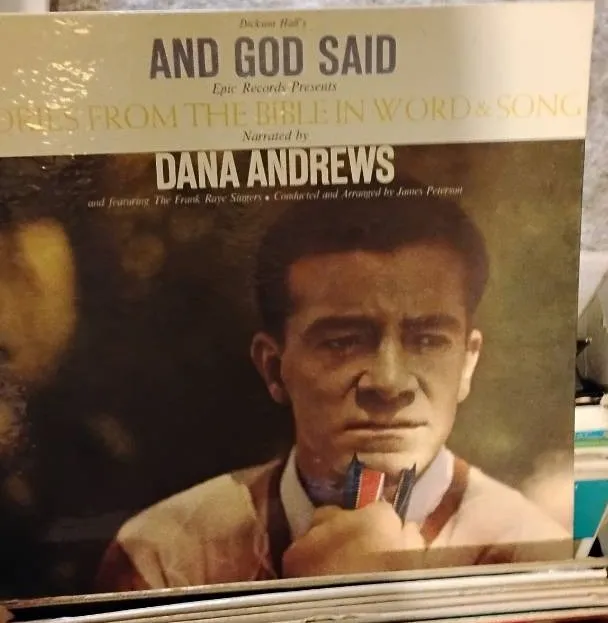 Dickson Hall's
AND GOD SAID
Epic Records Presents
ORIES FROM THE BIBLE IN WORD & SONG
Narrated by
DANA ANDREWS
and featuring The Frank Raye Singers • Conducted and Arranged by James Peterson